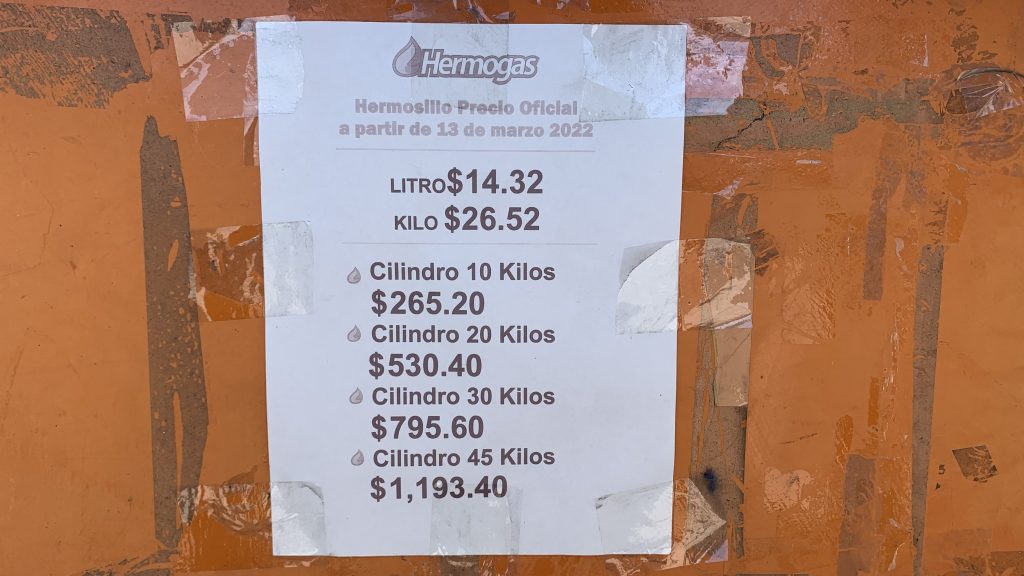 Hermogas
Hermosillo Precio Oficial
a partir de 13 de marzo 2022
LITRO $14.32
KILO $26.52
Cilindro 10 Kilos
$265.20
Cilindro 20 Kilos
$530.40
Cilindro 30 Kilos
$795.60
Cilindro 45 Kilos
$1,193.40